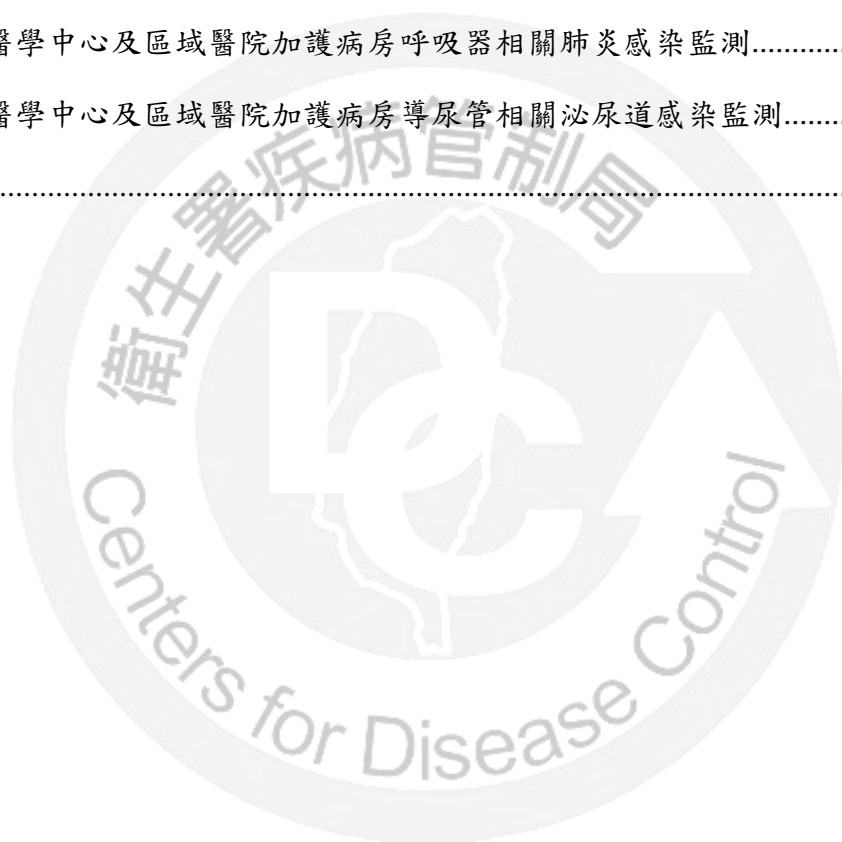 醫學中心及區域醫院加護病房呼吸器相關肺炎感染監測............
醫學中心及區域醫院加護病房導尿管相關泌尿道感染監測........
衛生署疾病管制局
DC
Centers for Disease Control